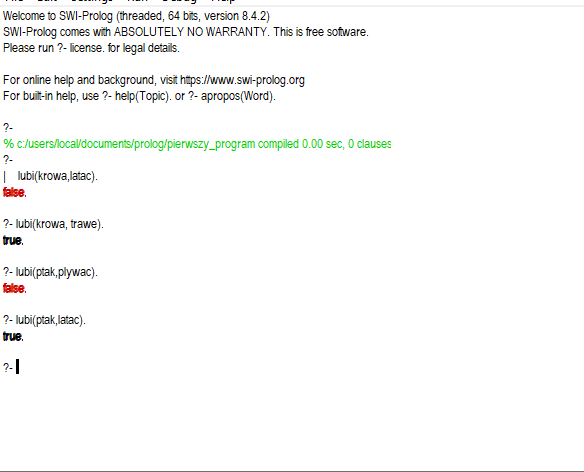 Welcome to SWI-Prolog (threaded, 64 bits, version 8.4.2)
SWI-Prolog comes with ABSOLUTELY NO WARRANTY. This is free software.
Please run ?- license. for legal details.
For online help and background, visit https://www.swi-prolog.org
For built-in help, use ?- help(Topic). or ?- apropos(Word).
?-
% c:/users/local/documents/prolog/pierwszy_program compiled 0.00 sec, 0 clauses
?-
| lubi(krowa,latac).
false.
?- lubi(krowa, trawe).
true.
?- lubi(ptak,plywac).
false.
?- lubi(ptak,latac).
true.
?-